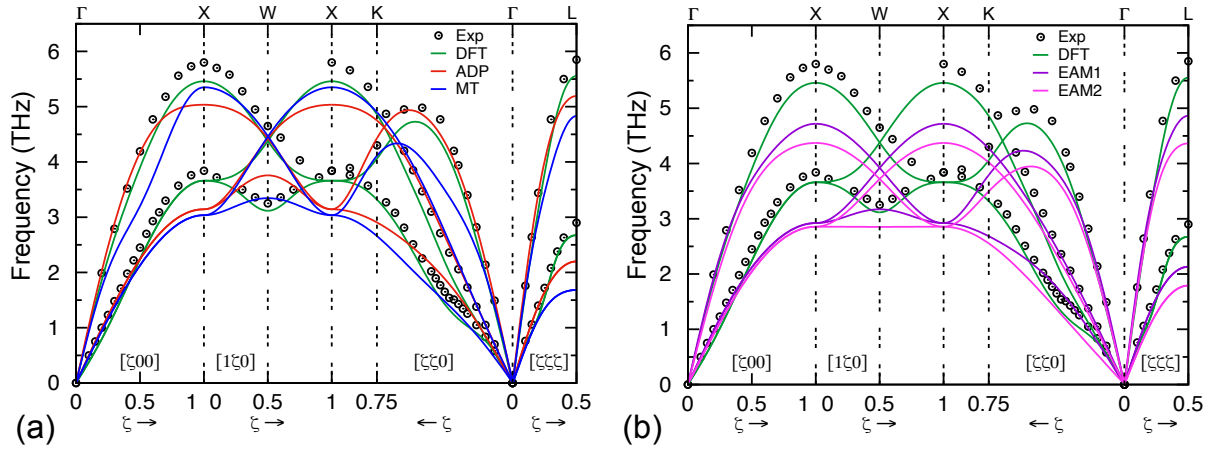 Γ X W X K Γ L
Exp
DFT
ADP
MT
Frequency (THz)
6
5
4
3
2
1
0
[ζ00] [1ζ0] [ζζ0] [ζζζ]
0 0.5 1 0 0.5 1 0.75 0 0.5
ζ → ζ → ← ζ ζ →
(a)
Γ X W X K Γ L
Exp
DFT
EAM1
EAM2
Frequency (THz)
6
5
4
3
2
1
0
[ζ00] [1ζ0] [ζζ0] [ζζζ]
0 0.5 1 0 0.5 1 0.75 0 0.5
ζ → ζ → ← ζ ζ →
(b)